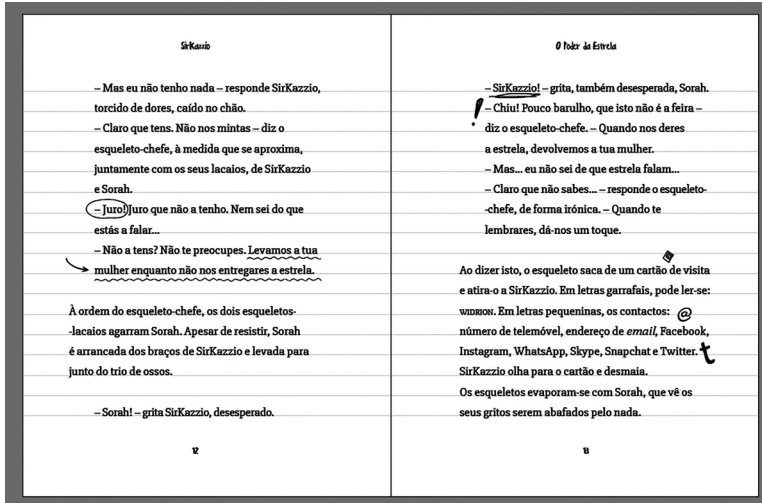 SirKazzio
– Mas eu não tenho nada – responde SirKazzio,
torcido de dores, caído no chão.
– Claro que tens. Não nos mintas – diz o
esqueleto-chefe, à medida que se aproxima,
juntamente com os seus lacaios, de SirKazzio
e Sorah.
– Juro! Juro que não a tenho. Nem sei do que
estás a falar...
– Não a tens? Não te preocupes. Levamos a tua
mulher enquanto não nos entregares a estrela.
À ordem do esqueleto-chefe, os dois esqueletos-
-lacaios agarram Sorah. Apesar de resistir, Sorah
é arrancada dos braços de SirKazzio e levada para
junto do trio de ossos.
– Sorah! – grita SirKazzio, desesperado.
12
O Poder da Estrela
– SirKazzio! – grita, também desesperada, Sorah.
! – Chiu! Pouco barulho, que isto não é a feira –
diz o esqueleto-chefe. – Quando nos deres
a estrela, devolvemos a tua mulher.
– Mas... eu não sei de que estrela falam...
– Claro que não sabes... – responde o esqueleto-
-chefe, de forma irónica. – Quando te
lembrares, dá-nos um toque.
Ao dizer isto, o esqueleto saca de um cartão de visita
e atira-o a SirKazzio. Em letras garrafais, pode ler-se:
WIDRION. Em letras pequeninas, os contactos: @
número de telemóvel, endereço de email, Facebook,
Instagram, WhatsApp, Skype, Snapchat e Twitter. t
SirKazzio olha para o cartão e desmaia.
Os esqueletos evaporam-se com Sorah, que vê os
seus gritos serem abafados pelo nada.
13